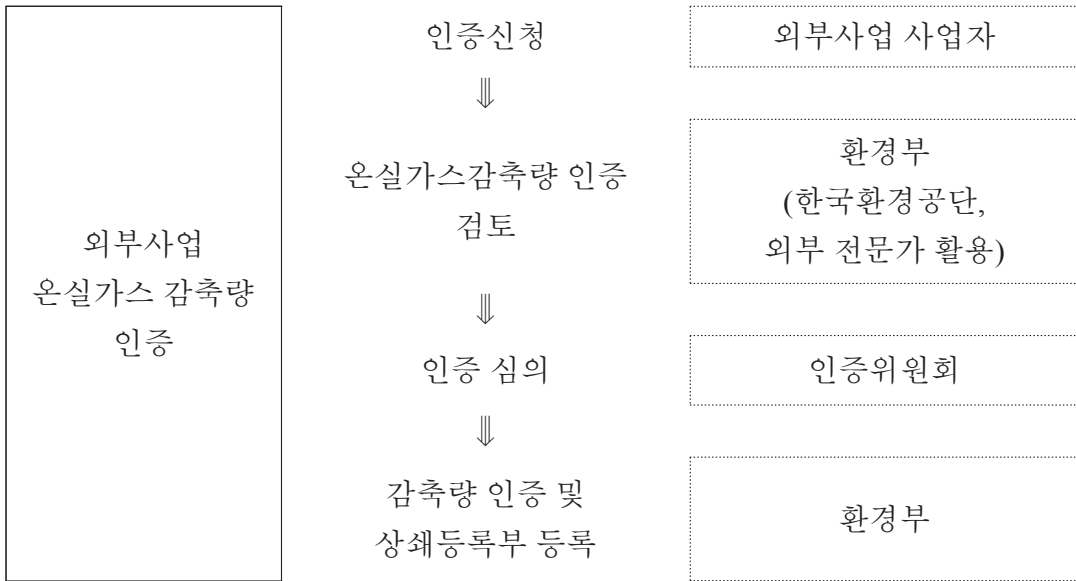 외부사업
온실가스 감축량
인증
인증신청
외부사업 사업자
⇓
온실가스감축량 인증
검토
환경부
(한국환경공단,
외부 전문가 활용)
⇓
인증 심의
인증위원회
⇓
감축량 인증 및
상쇄등록부 등록
환경부